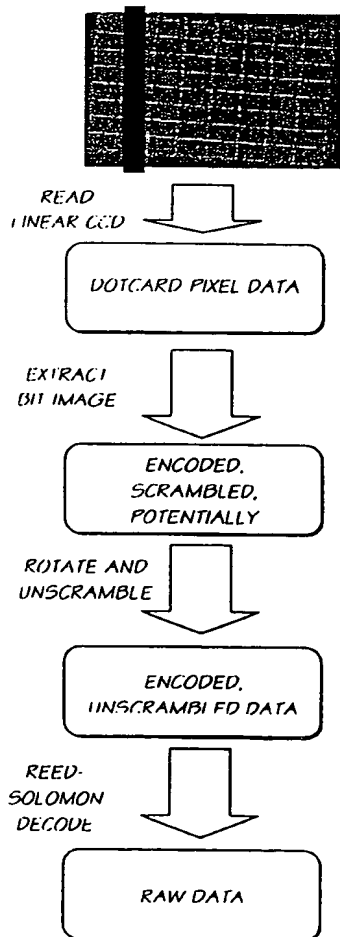 READ
LINEAR CCD
DOTCARD PIXEL DATA
EXTRACT
BIT IMAGE
ENCODED,
SCRAMBLED,
POTENTIALLY
ROTATE AND
UNSCRAMBLE
ENCODED,
UNSCRAMBLED DATA
REED-
SOLOMON
DECODE
RAW DATA